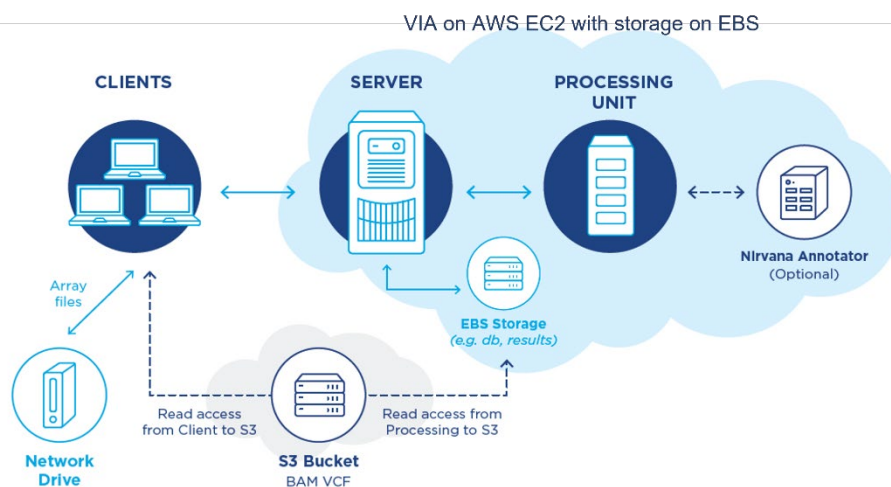 VIA on AWS EC2 with storage on EBS
CLIENTS
SERVER
PROCESSING
UNIT
Nirvana Annotator
(Optional)
Array
files
EBS Storage
(e.g. db, results)
Read access
from Client to S3
Read access from
Processing to S3
Network
Drive
S3 Bucket
BAM VCF